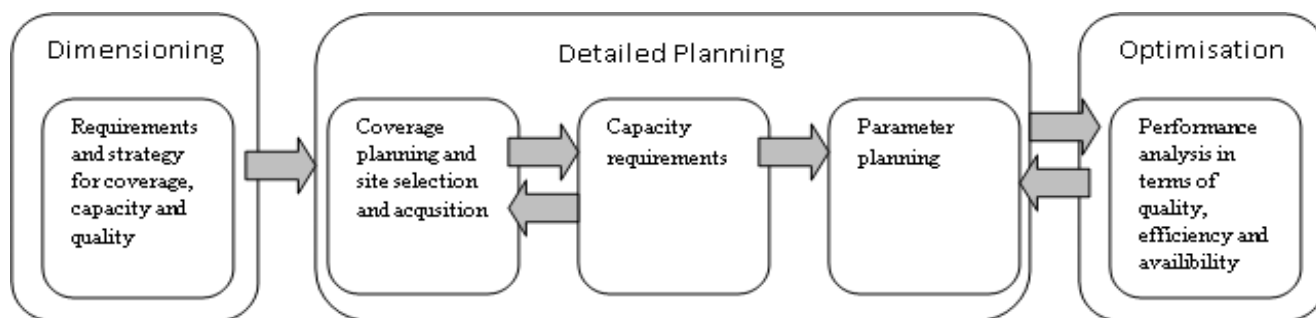 Dimensioning
Requirements
and strategy
for coverage,
capacity and
quality
Detailed Planning
Coverage
planning and
site selection
and acqusition
Capacity
requirements
Parameter
planning
Optimisation
Performance
analysis in
terms of
quality,
efficiency and
availibility